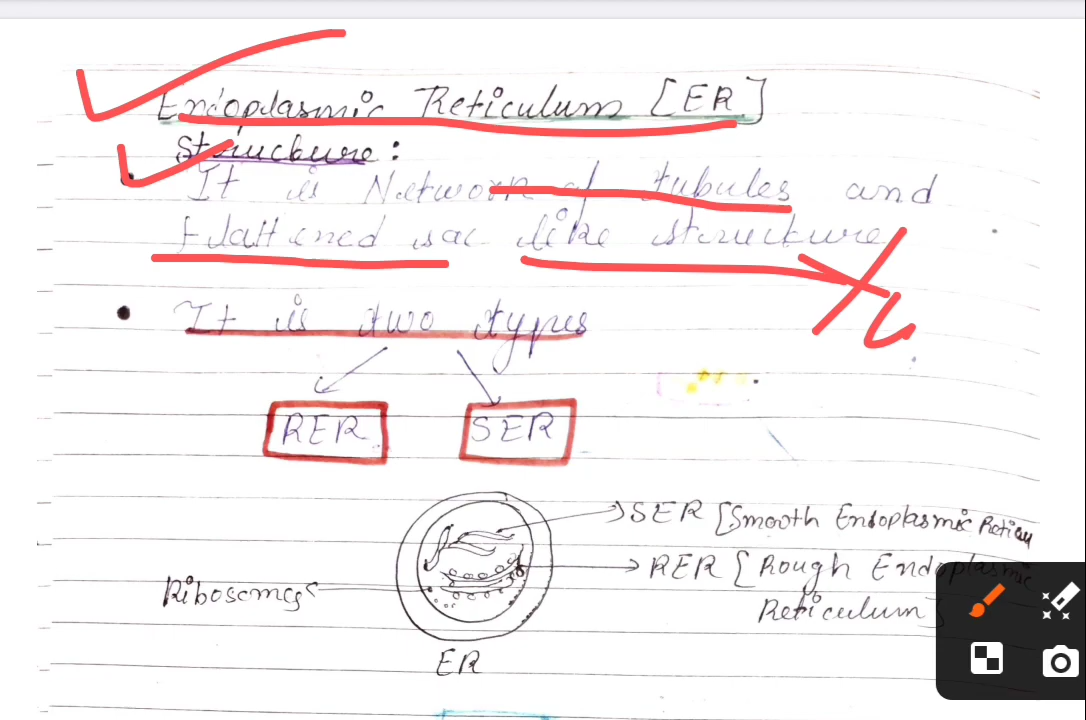 Endoplasmic Reticulum [ER]
Structure:
• It is Network of tubules and
flattened sac like structure
• It is two types
RER SER
→SER [Smooth Endoplasmic Reticu
→RER [Rough Endoplasmic
Reticulum]
Ribosomes
ER